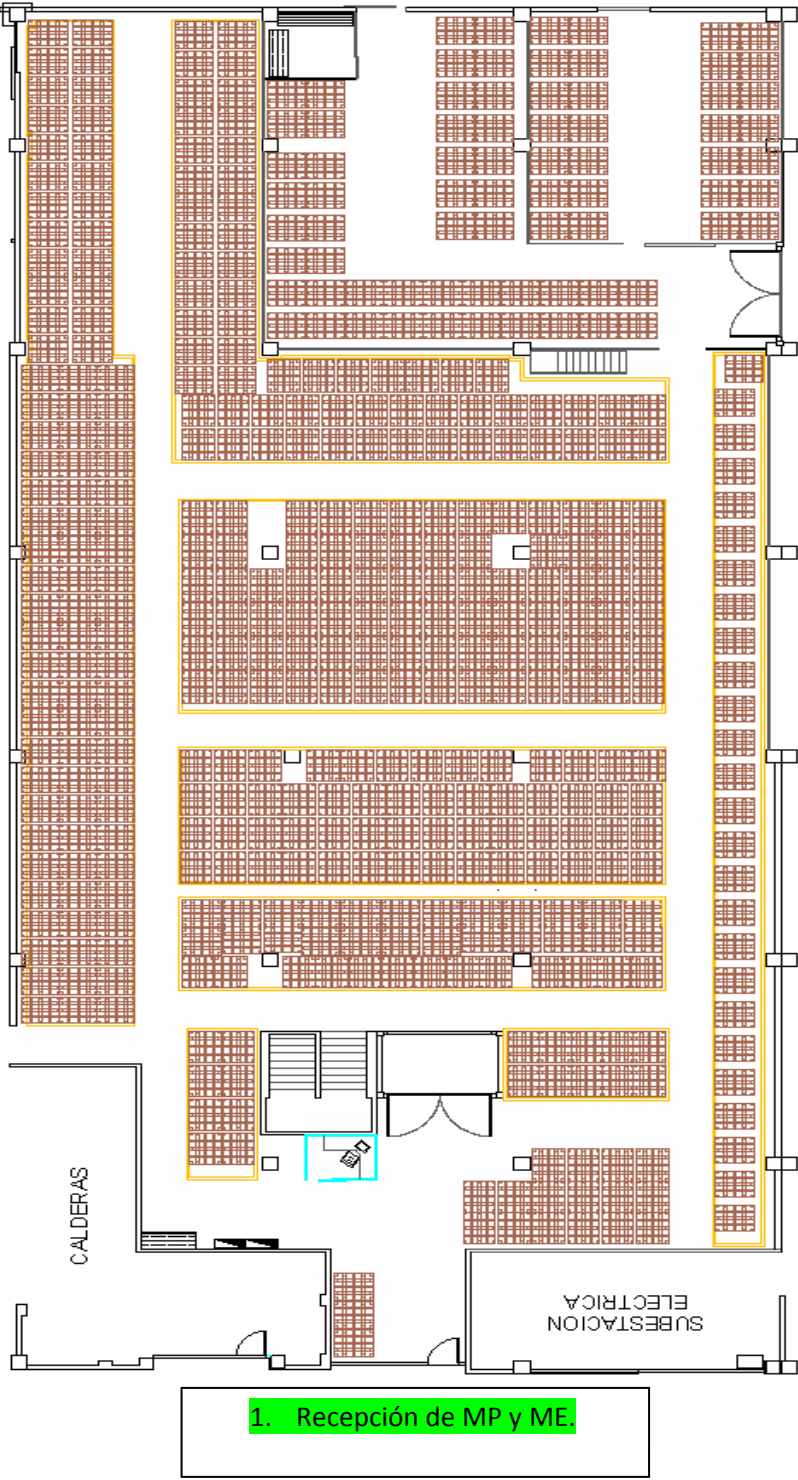 CALDERAS
SUBESTACION
ELECTRICA
1. Recepción de MP y ME.